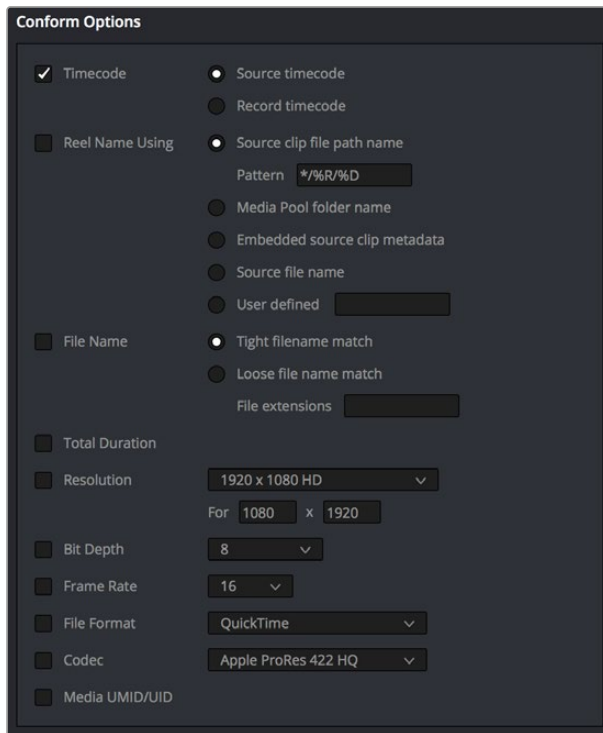 Conform Options
Timecode Source timecode
Record timecode
Reel Name Using Source clip file path name
Pattern */%R/%D
Media Pool folder name
Embedded source clip metadata
Source file name
User defined
File Name Tight filename match
Loose file name match
File extensions
Total Duration
Resolution 1920 x 1080 HD
For 1080 x 1920
Bit Depth 8
Frame Rate 16
File Format QuickTime
Codec Apple ProRes 422 HQ
Media UMID/UID